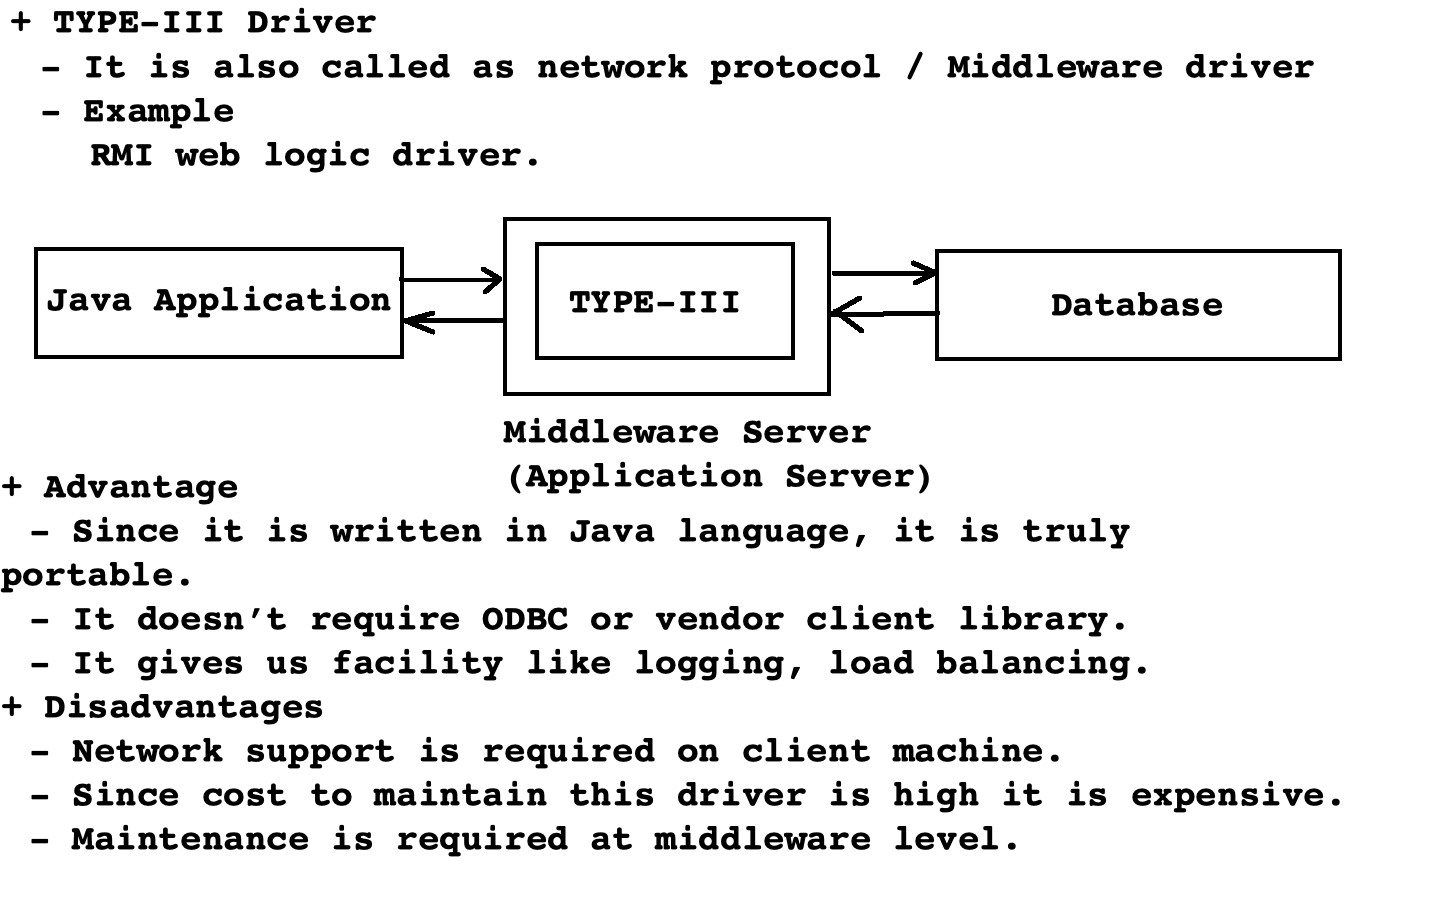 + TYPE-III Driver
- It is also called as network protocol / Middleware driver
- Example
RMI web logic driver.
Java Application
TYPE-III
Database
Middleware Server
(Application Server)
+ Advantage
- Since it is written in Java language, it is truly
portable.
- It doesn't require ODBC or vendor client library.
- It gives us facility like logging, load balancing.
+ Disadvantages
- Network support is required on client machine.
- Since cost to maintain this driver is high it is expensive.
- Maintenance is required at middleware level.